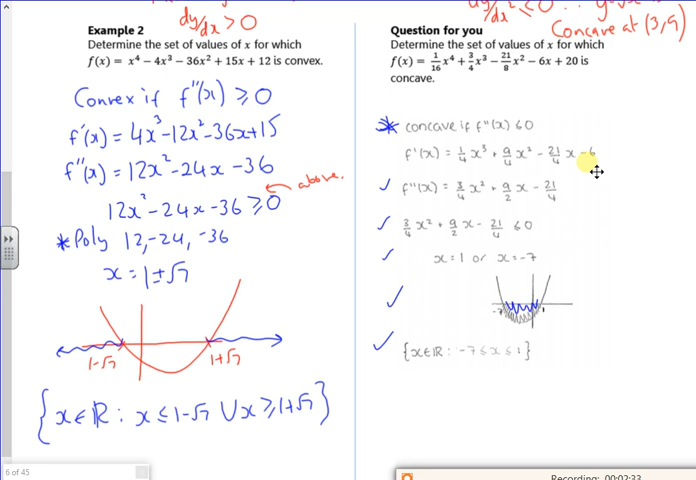 dy/dx > 0
Example 2
Determine the set of values of x for which
f(x) = x⁴ − 4x³ − 36x² + 15x + 12 is convex.
Convex if f''(x) ≥ 0
f'(x) = 4x³ -12x² -36x+15
f''(x) = 12x² -24x -36
above.
12x² -24x -36 ≥ 0
*Poly 12, -24, -36
x = 1±√7
1-√7 1+√7
{x∈ℝ : x ≤ 1-√7 ∪ x ≥ 1+√7}
6 of 45
Concave at (3,9)
Question for you
Determine the set of values of x for which
f(x) = 1/16 x⁴ + 3/4 x³ − 21/8 x² − 6x + 20 is
concave.
* concave if f''(x) ≤ 0
f'(x) = 1/4 x³ + 9/4 x² - 21/4 x -6
✓ f''(x) = 3/4 x² + 9/2 x - 21/4
✓ 3/4 x² + 9/2 x - 21/4 ≤ 0
✓ x = 1 or x = -7
✓ -7 1
✓ {x∈ℝ : -7 ≤ x ≤ 1}
Recording: 00:02:33